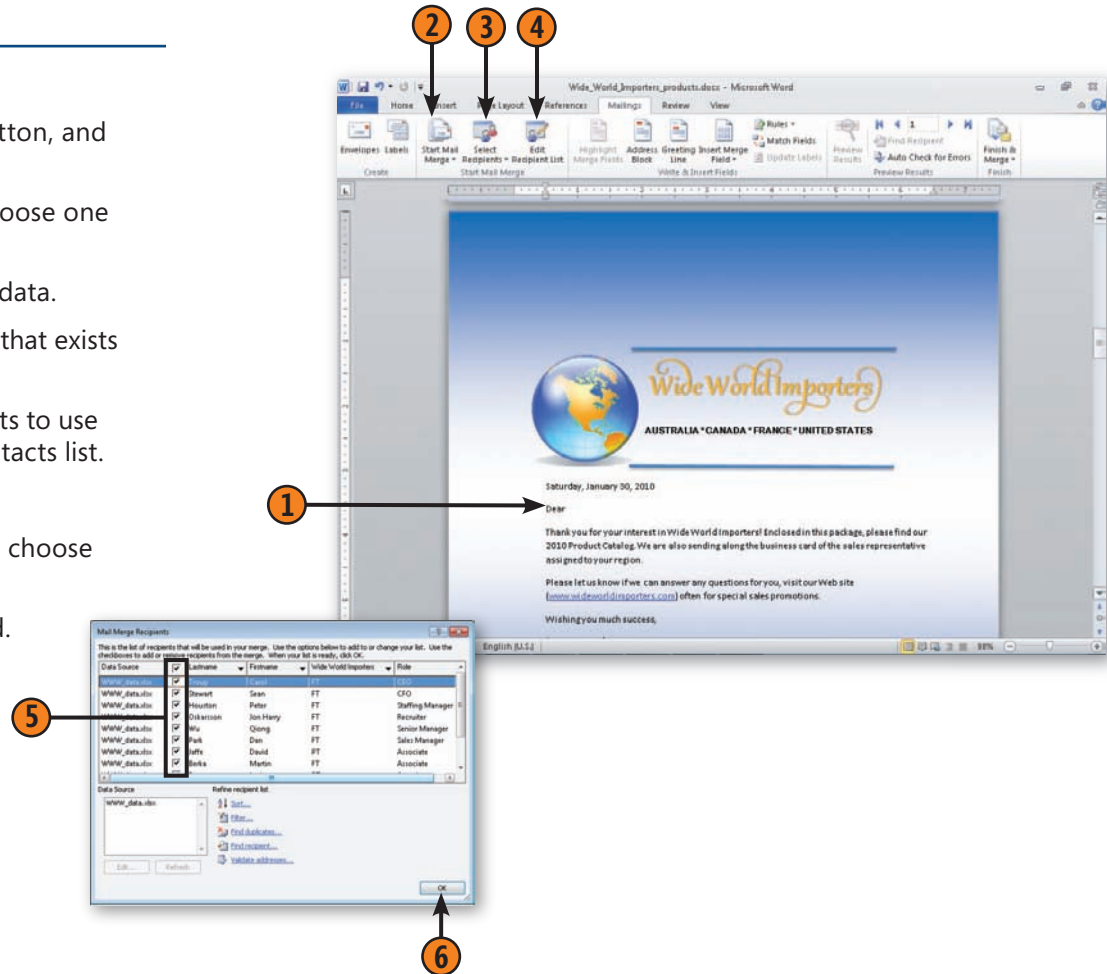 tton, and
oose one
data.
that exists
ts to use
tacts list.
choose
d.
2 3 4
Wide_World_Importers_products.docx - Microsoft Word
File Home Insert Page Layout References Mailings Review View
Envelopes Labels
Start Mail Merge
Select Recipients
Edit Recipient List
Highlight Merge Fields
Address Block
Greeting Line
Insert Merge Field
Rules
Match Fields
Update Labels
Preview Results
1
Find Recipient
Auto Check for Errors
Finish & Merge
Create Start Mail Merge Write & Insert Fields Preview Results Finish
Wide World Importers
AUSTRALIA * CANADA * FRANCE * UNITED STATES
1
Saturday, January 30, 2010
Dear
Thank you for your interest in Wide World Importers! Enclosed in this package, please find our
2010 Product Catalog. We are also sending along the business card of the sales representative
assigned to your region.
Please let us know if we can answer any questions for you, visit our Web site
(www.wideworldimporters.com) often for special sales promotions.
Wishing you much success,
English (U.S.) 98%
Mail Merge Recipients
This is the list of recipients that will be used in your merge. Use the options below to add to or change your list. Use the
checkboxes to add or remove recipients from the merge. When your list is ready, click OK.
Data Source Lastname Firstname Wide World Importers Role
WWW_data.xlsx Troup Carol FT CEO
WWW_data.xlsx Stewart Sean FT CFO
WWW_data.xlsx Houston Peter FT Staffing Manager
WWW_data.xlsx Oskarsson Jon Harry FT Recruiter
WWW_data.xlsx Wu Qiong FT Senior Manager
WWW_data.xlsx Park Dan FT Sales Manager
WWW_data.xlsx Jaffe David FT Associate
WWW_data.xlsx Berka Martin FT Associate
5
Data Source
WWW_data.xlsx
Edit... Refresh
Refine recipient list
Sort...
Filter...
Find duplicates...
Find recipient...
Validate addresses...
OK
6